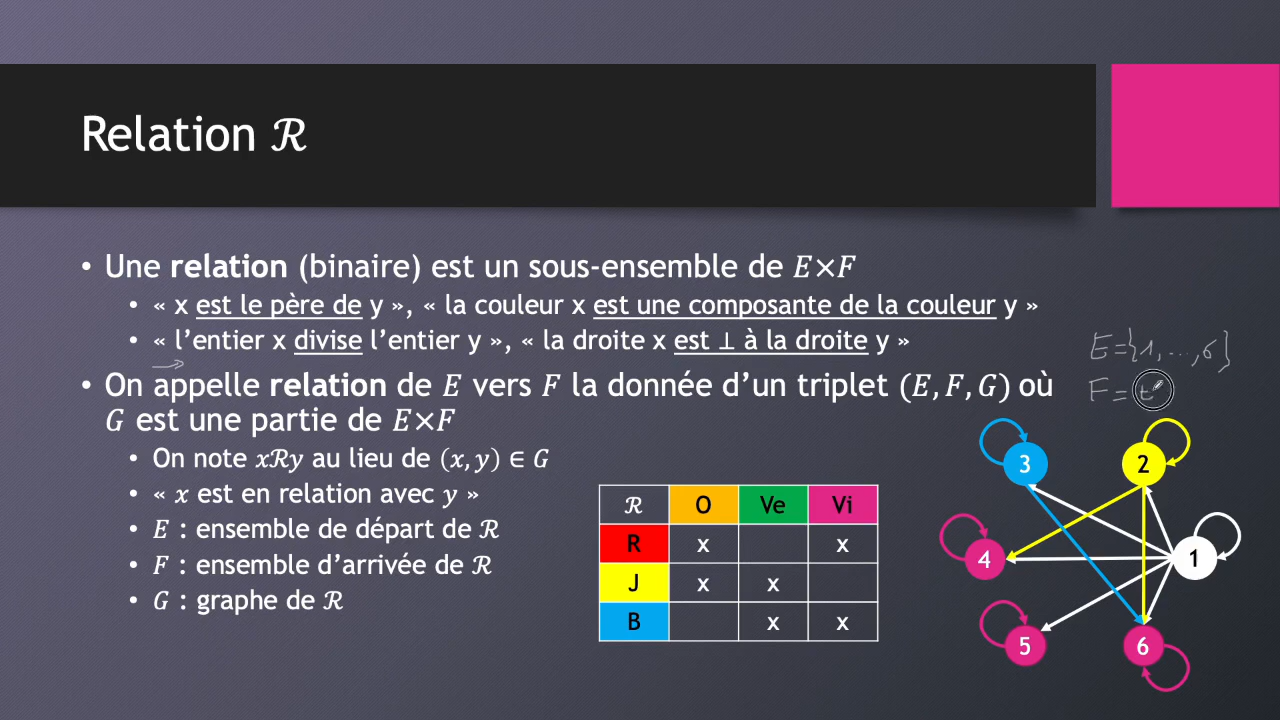 Relation ℛ
• Une relation (binaire) est un sous-ensemble de E×F
• « x est le père de y », « la couleur x est une composante de la couleur y »
• « l’entier x divise l’entier y », « la droite x est ⊥ à la droite y »
E={1,...,6}
• On appelle relation de E vers F la donnée d’un triplet (E, F, G) où
F=
G est une partie de E×F
• On note xℛy au lieu de (x, y) ∈ G
• « x est en relation avec y »
• E : ensemble de départ de ℛ
• F : ensemble d’arrivée de ℛ
• G : graphe de ℛ
ℛ O Ve Vi
R x x
J x x
B x x
3 2
4 1
5 6